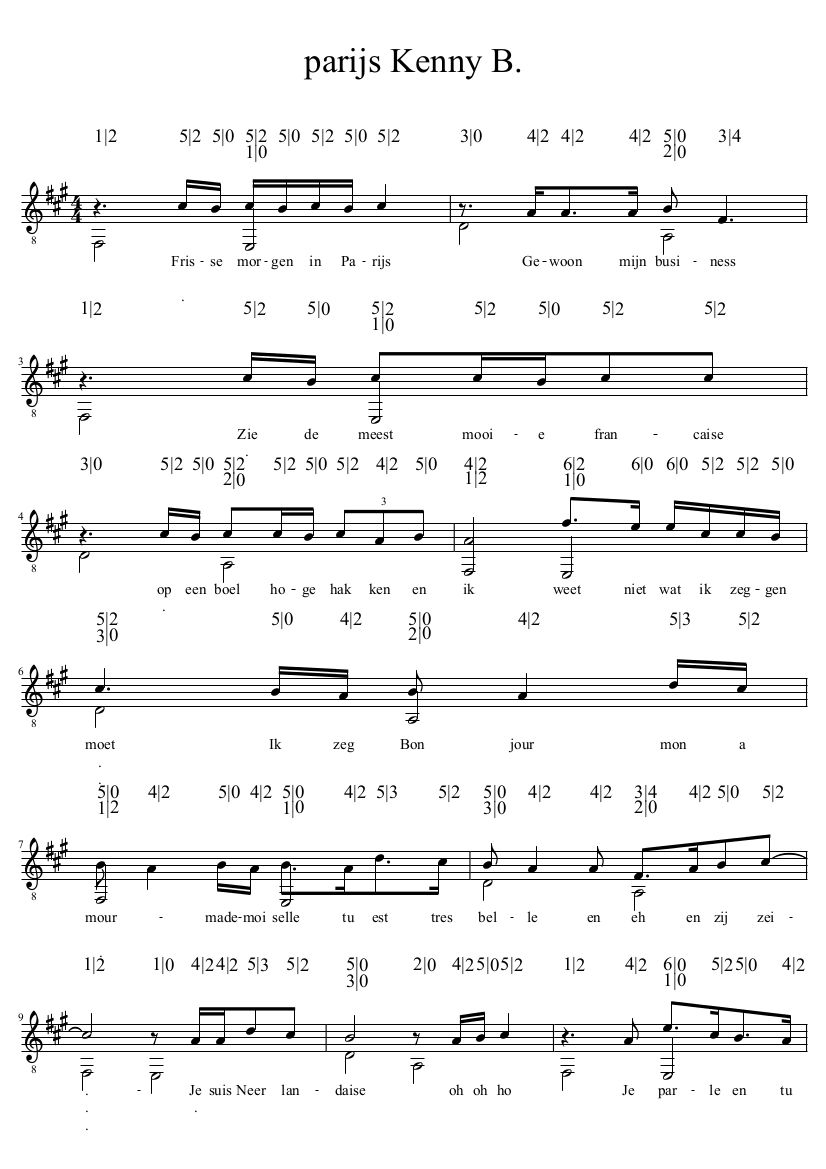 parijs Kenny B.
1|2 5|2 5|0 5|2 5|0 5|2 5|0 5|2 3|0 4|2 4|2 4|2 5|0 3|4
1|0 2|0
4
4
8
Fris - se mor - gen in Pa - rijs Ge - woon mijn busi - ness
.
1|2 5|2 5|0 5|2 5|2 5|0 5|2 5|2
1|0
3
8
Zie de meest mooi - e fran - caise
.
3|0 5|2 5|0 5|2 5|2 5|0 5|2 4|2 5|0 4|2 6|2 6|0 6|0 5|2 5|2 5|0
2|0 1|2 1|0
3
4
8
op een boel ho - ge hak ken en ik weet niet wat ik zeg - gen
.
5|2 5|0 4|2 5|0 4|2 5|3 5|2
3|0 2|0
6
8
moet Ik zeg Bon jour mon a
.
.
5|0 4|2 5|0 4|2 5|0 4|2 5|3 5|2 5|0 4|2 4|2 3|4 4|2 5|0 5|2
1|2 1|0 3|0 2|0
7
8
mour - made - moi selle tu est tres bel - le en eh en zij zei -
.
1|2 1|0 4|2 4|2 5|3 5|2 5|0 2|0 4|2 5|0 5|2 1|2 4|2 6|0 5|2 5|0 4|2
3|0 1|0
9
8
. - Je suis Neer lan - daise oh oh ho Je par - le en tu
. .
.